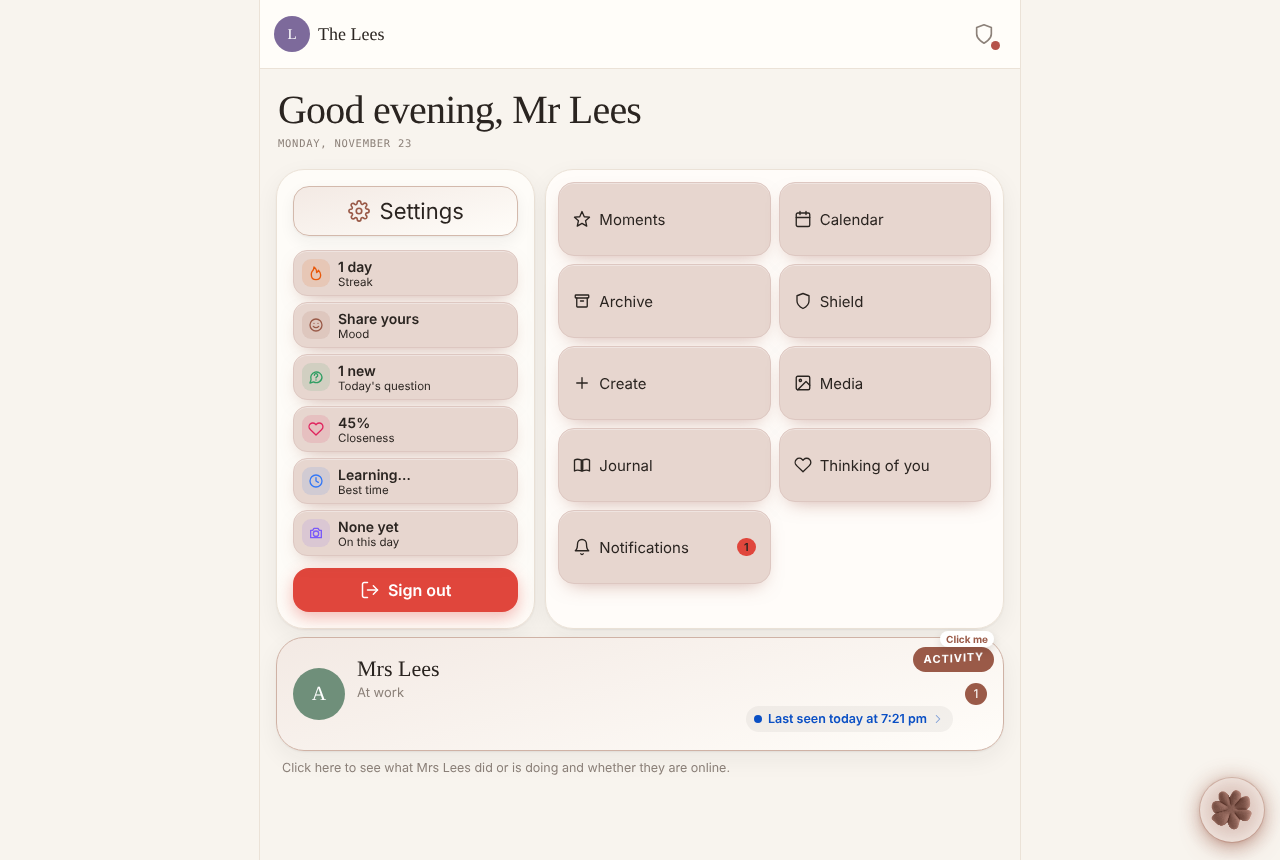 L
The Lees
Good evening, Mr Lees
MONDAY, NOVEMBER 23
Settings
1 day
Streak
Share yours
Mood
1 new
Today's question
45%
Closeness
Learning...
Best time
None yet
On this day
Sign out
Moments
Calendar
Archive
Shield
Create
Media
Journal
Thinking of you
Notifications
1
Click me
ACTIVITY
A
Mrs Lees
At work
1
Last seen today at 7:21 pm
Click here to see what Mrs Lees did or is doing and whether they are online.